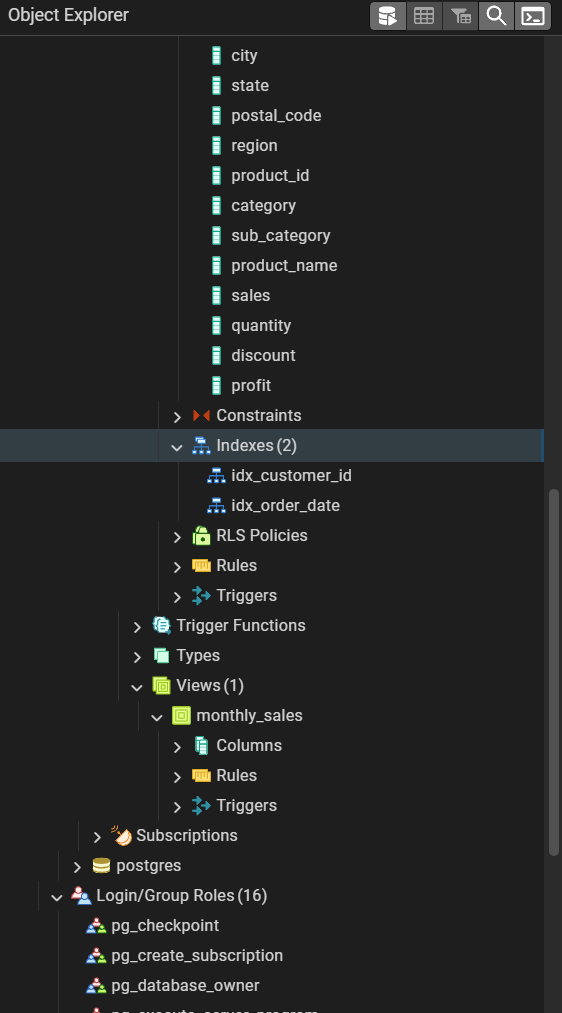 Object Explorer
city
state
postal_code
region
product_id
category
sub_category
product_name
sales
quantity
discount
profit
Constraints
Indexes (2)
idx_customer_id
idx_order_date
RLS Policies
Rules
Triggers
Trigger Functions
Types
Views (1)
monthly_sales
Columns
Rules
Triggers
Subscriptions
postgres
Login/Group Roles (16)
pg_checkpoint
pg_create_subscription
pg_database_owner
pg_execute_server_program